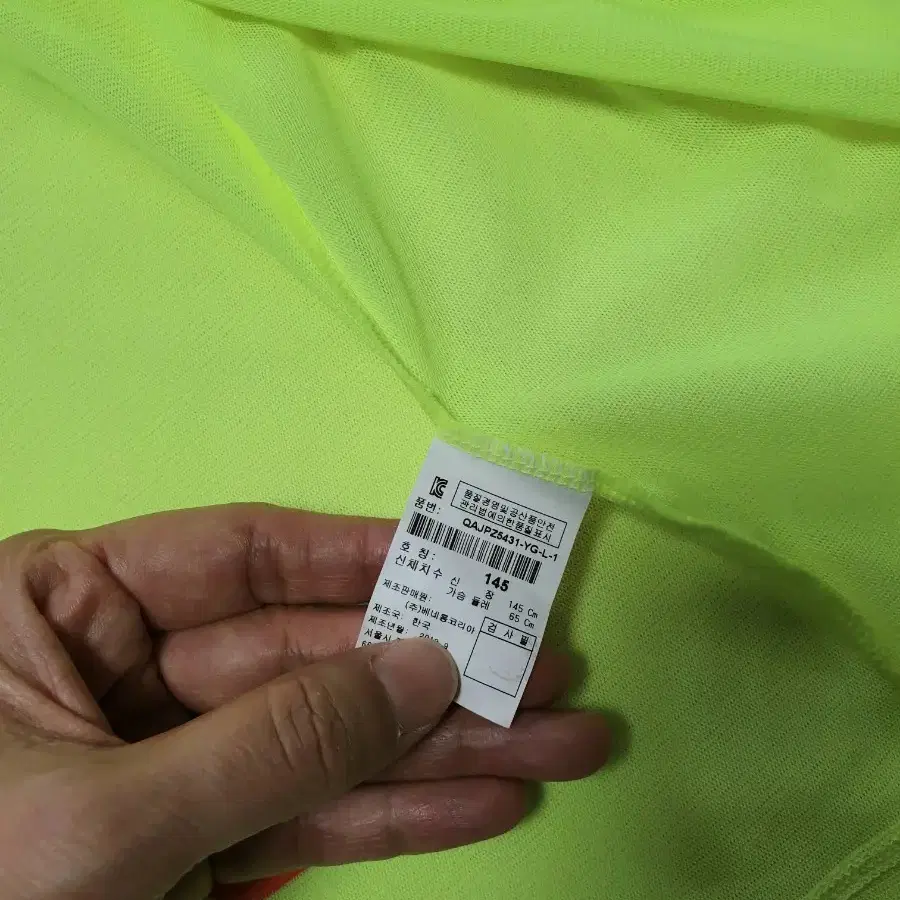 품질경영및공산품안전
관리법에의한품질표시
품번:
QAJPZ5431-YG-L-1
호 칭: 145
신체치수 신 장 145 Cm
가슴 둘레 65 Cm
제조판매원: (주)베네통코리아
제조국: 한국
제조년월:
서울시
검 사 필